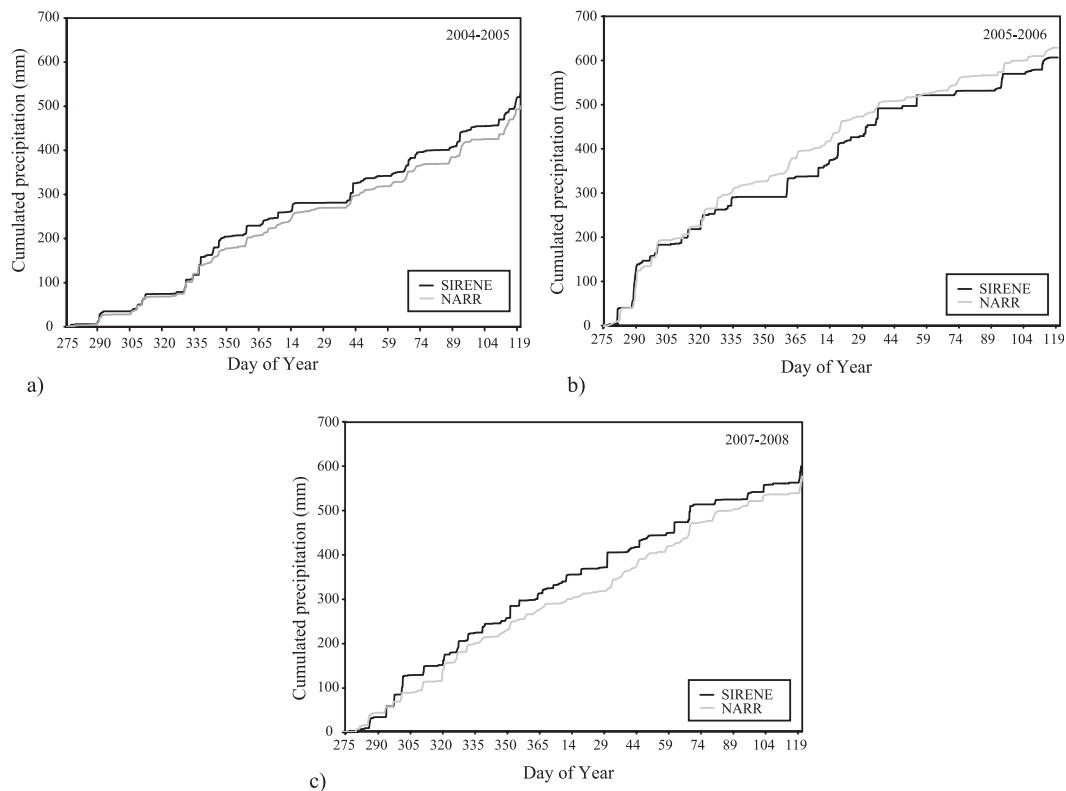 2004-2005
Cumulated precipitation (mm)
700
600
500
400
300
200
100
0
SIRENE
NARR
275 290 305 320 335 350 365 14 29 44 59 74 89 104 119
Day of Year
a)
2005-2006
Cumulated precipitation (mm)
700
600
500
400
300
200
100
0
SIRENE
NARR
275 290 305 320 335 350 365 14 29 44 59 74 89 104 119
Day of Year
b)
2007-2008
Cumulated precipitation (mm)
700
600
500
400
300
200
100
0
SIRENE
NARR
275 290 305 320 335 350 365 14 29 44 59 74 89 104 119
Day of Year
c)